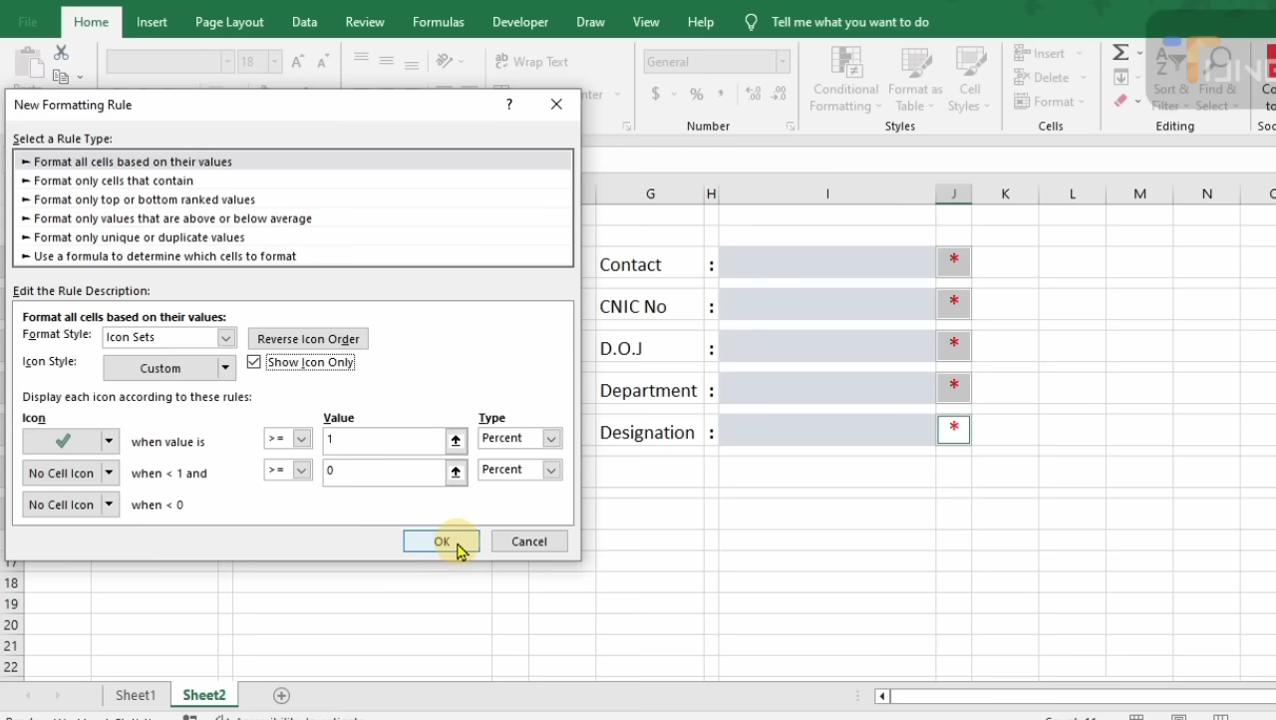 File Home Insert Page Layout Data Review Formulas Developer Draw View Help Tell me what you want to do
18 A A ab Wrap Text General Insert Σ A Z
Delete
$ % , Conditional Format as Cell Format Sort & Find &
Formatting Table Styles Filter Select
Number Styles Cells Editing
New Formatting Rule ? ×
Select a Rule Type:
► Format all cells based on their values
► Format only cells that contain
► Format only top or bottom ranked values
► Format only values that are above or below average
► Format only unique or duplicate values
► Use a formula to determine which cells to format
Edit the Rule Description:
Format all cells based on their values:
Format Style: Icon Sets Reverse Icon Order
Icon Style: Custom Show Icon Only
Display each icon according to these rules:
Icon Value Type
when value is >= 1 Percent
No Cell Icon when < 1 and >= 0 Percent
No Cell Icon when < 0
OK Cancel
G H I J K L M N
Contact : *
CNIC No : *
D.O.J : *
Department : *
Designation : *
17
18
19
20
21
22
Sheet1 Sheet2